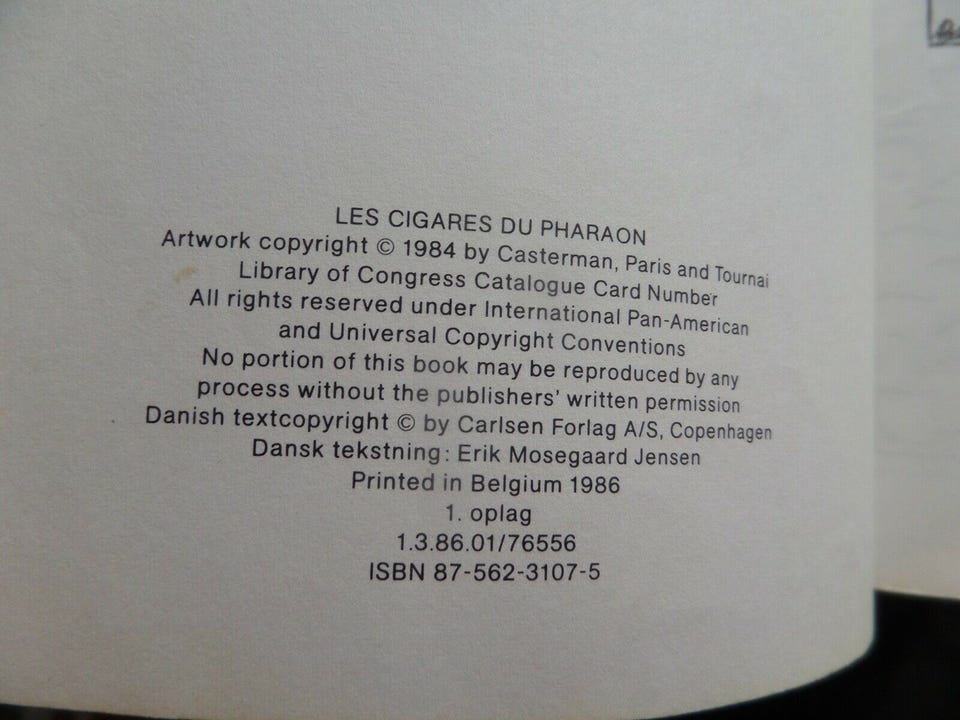 LES CIGARES DU PHARAON
Artwork copyright © 1984 by Casterman, Paris and Tournai
Library of Congress Catalogue Card Number
All rights reserved under International Pan-American
and Universal Copyright Conventions
No portion of this book may be reproduced by any
process without the publishers' written permission
Danish textcopyright © by Carlsen Forlag A/S, Copenhagen
Dansk tekstning: Erik Mosegaard Jensen
Printed in Belgium 1986
1. oplag
1.3.86.01/76556
ISBN 87-562-3107-5